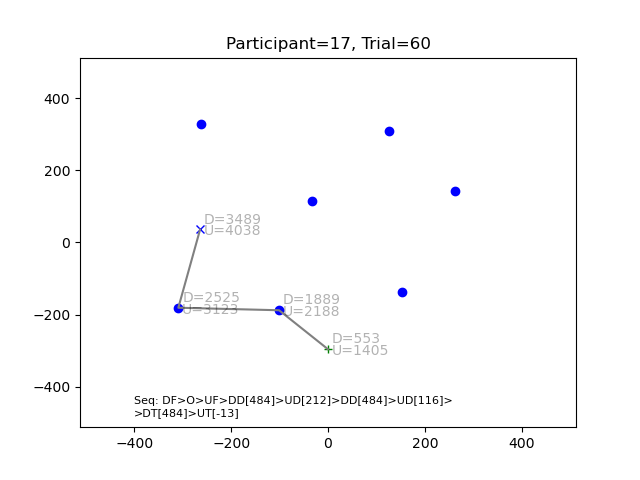 Participant=17, Trial=60
400
200
0
−200
−400
D=3489
U=4038
D=2525
U=3123
D=1889
U=2188
D=553
U=1405
Seq: DF>O>UF>DD[484]>UD[212]>DD[484]>UD[116]>
>DT[484]>UT[-13]
−400 −200 0 200 400